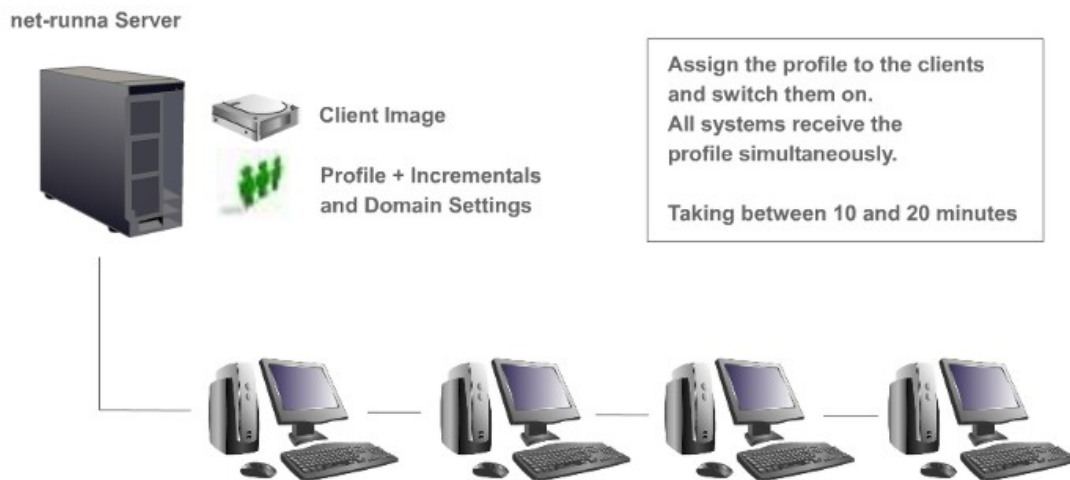 net-runna Server
Client Image
Profile + Incrementals
and Domain Settings
Assign the profile to the clients
and switch them on.
All systems receive the
profile simultaneously.
Taking between 10 and 20 minutes